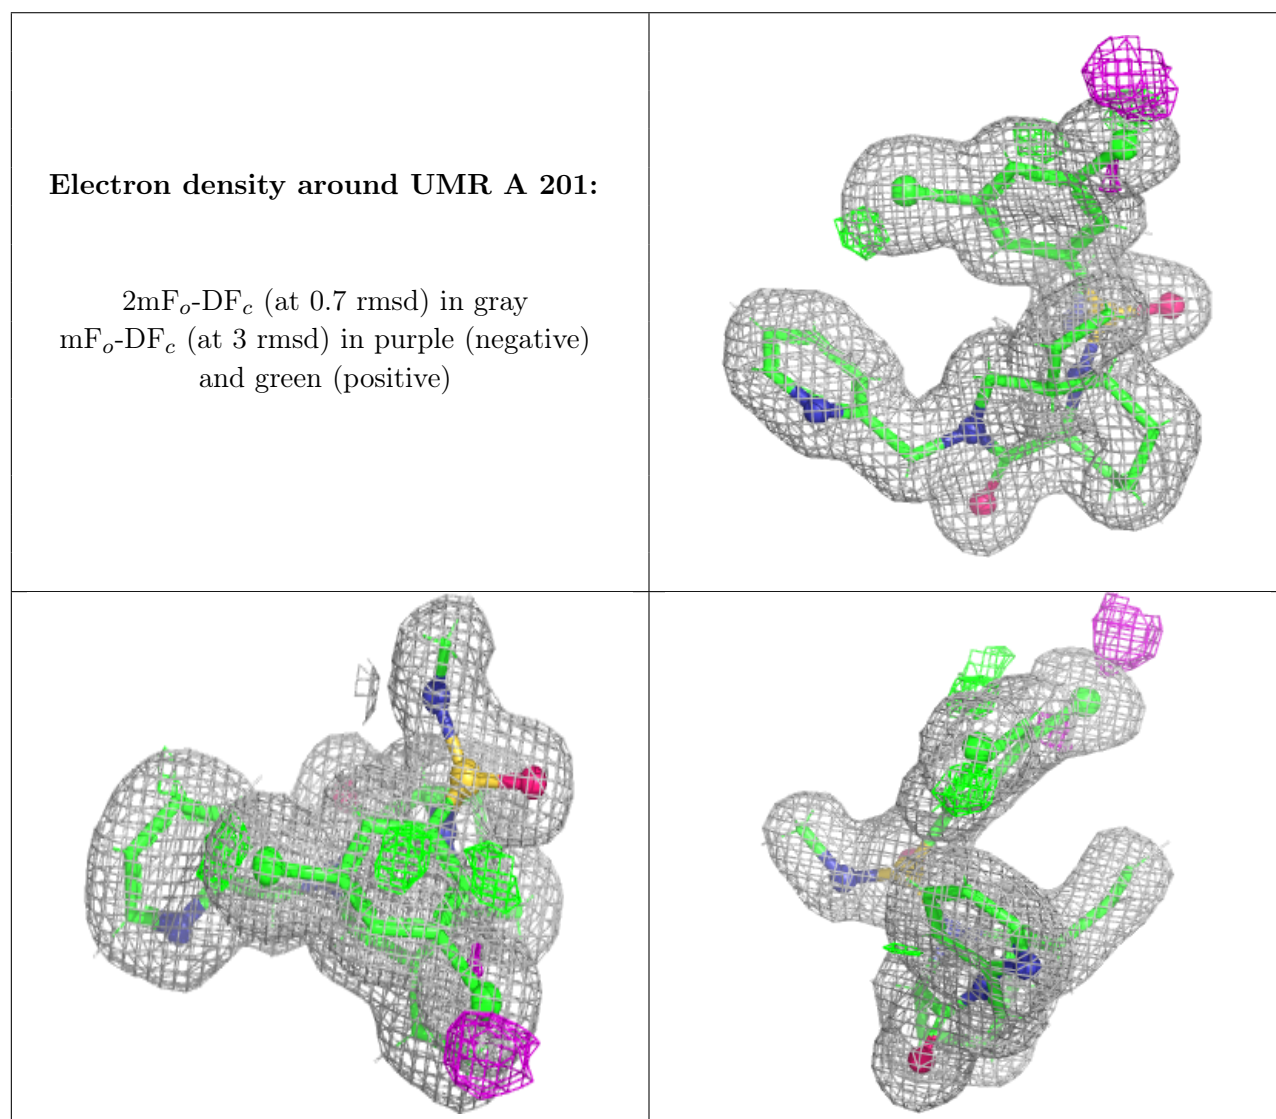 Electron density around UMR A 201:
2mFo-DFc (at 0.7 rmsd) in gray
mFo-DFc (at 3 rmsd) in purple (negative)
and green (positive)